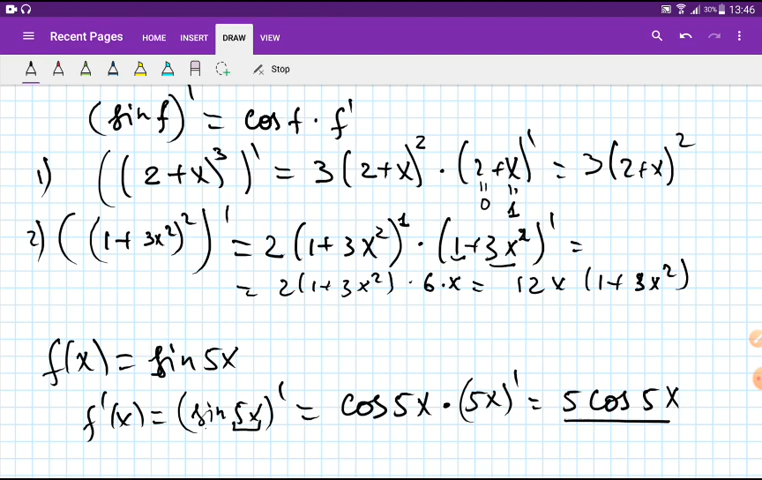 30% 13:46
Recent Pages HOME INSERT DRAW VIEW
Stop
(sin f)' = cos f · f'
1) ((2+x)³)' = 3(2+x)² · (2+x)' = 3(2+x)²
" "
0 1
2) ((1+3x²)²)' = 2(1+3x²)¹ · (1+3x²)' =
= 2(1+3x²) · 6·x = 12x (1+3x²)
f(x) = sin 5x
f'(x) = (sin 5x)' = cos 5x · (5x)' = 5 cos 5x